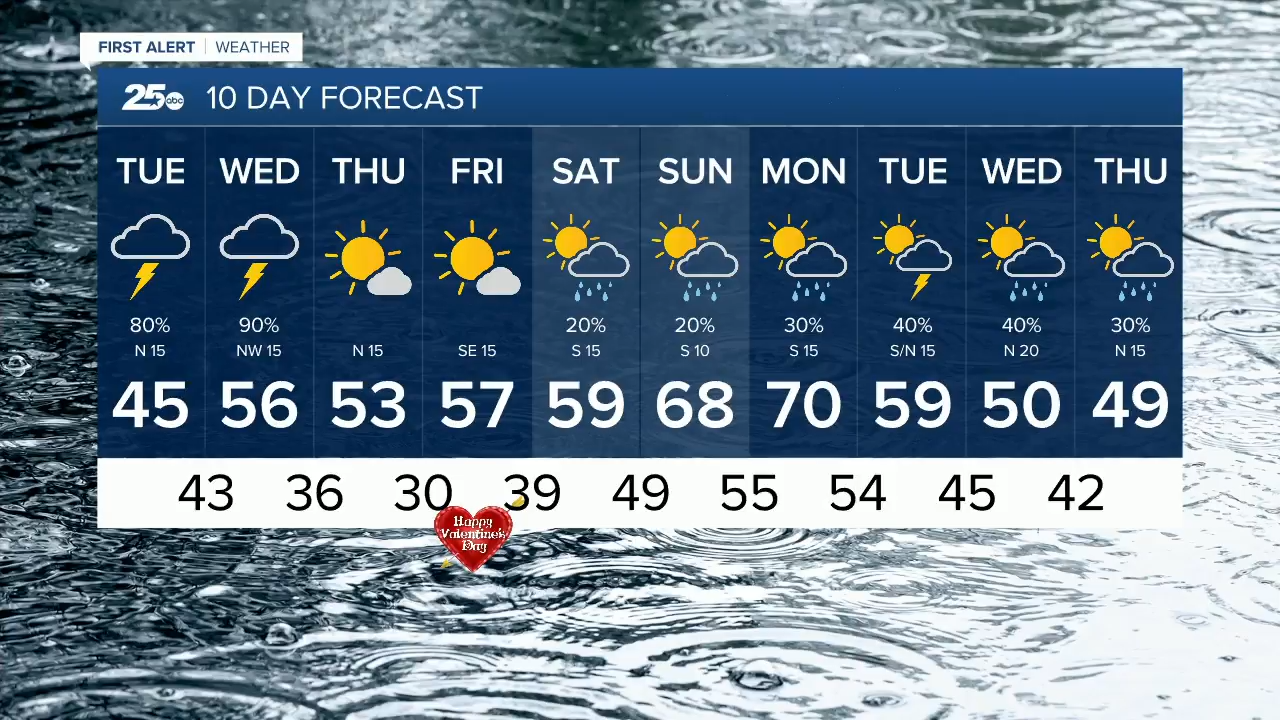 FIRST ALERT | WEATHER
25 abc 10 DAY FORECAST
TUE WED THU FRI SAT SUN MON TUE WED THU
80% 90% 20% 20% 30% 40% 40% 30%
N 15 NW 15 N 15 SE 15 S 15 S 10 S 15 S/N 15 N 20 N 15
45 56 53 57 59 68 70 59 50 49
43 36 30 39 49 55 54 45 42
Happy
Valentine's
Day